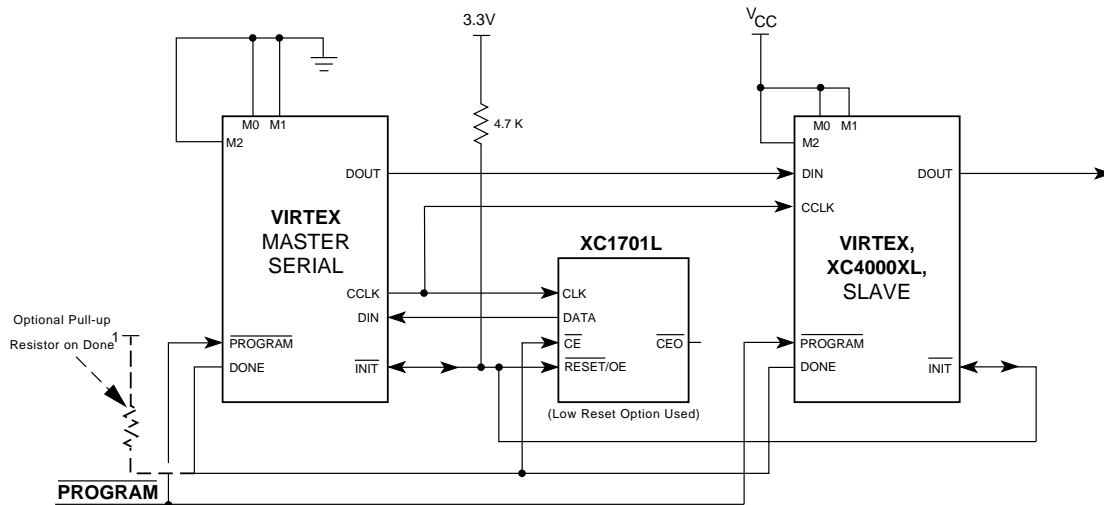 3.3V
VCC
4.7 K
M0 M1
M2
DOUT
VIRTEX
MASTER
SERIAL
CCLK
DIN
PROGRAM
DONE
INIT
Optional Pull-up
Resistor on Done
1
XC1701L
CLK
DATA
CE
CEO
RESET/OE
(Low Reset Option Used)
M0 M1
M2
DIN
DOUT
CCLK
VIRTEX,
XC4000XL,
SLAVE
PROGRAM
DONE
INIT
PROGRAM